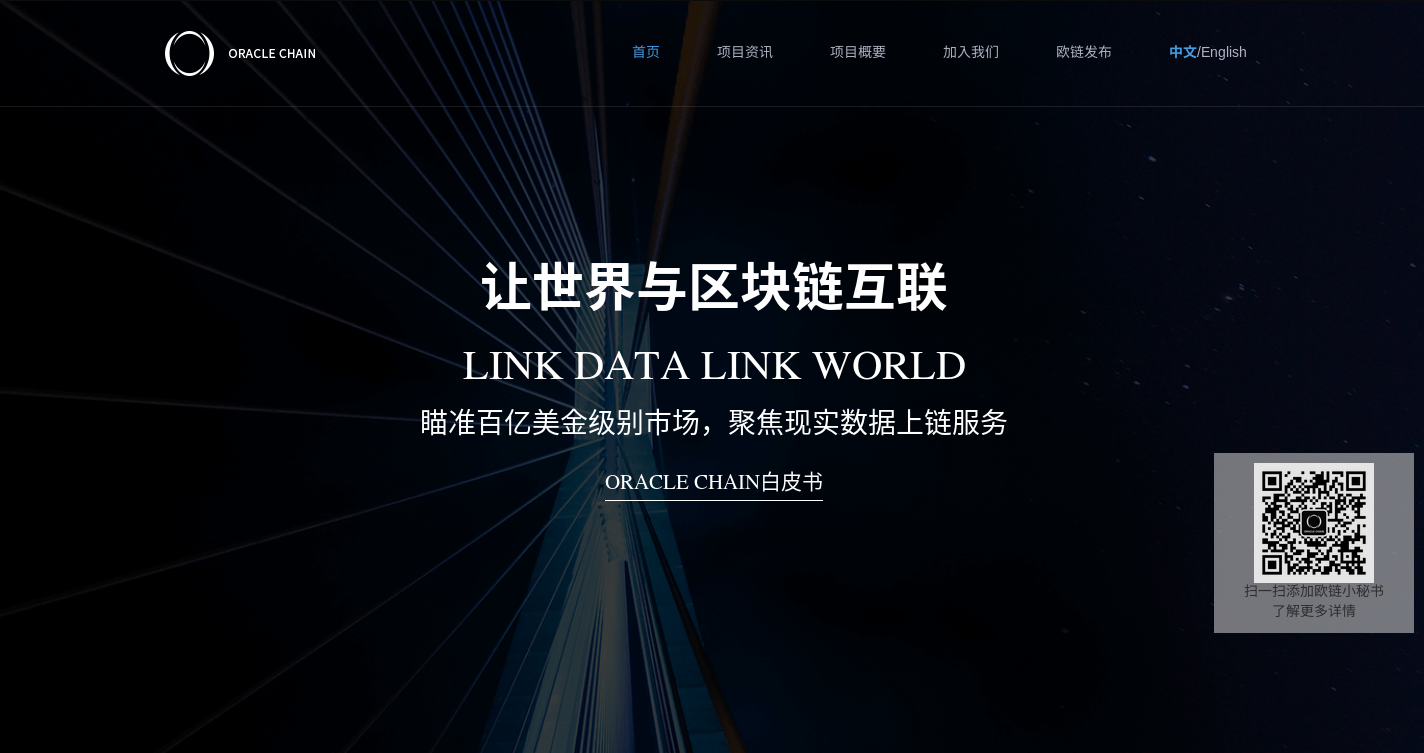 ORACLE CHAIN
首页 项目资讯 项目概要 加入我们 欧链发布 中文/English
让世界与区块链互联
LINK DATA LINK WORLD
瞄准百亿美金级别市场，聚焦现实数据上链服务
ORACLE CHAIN白皮书
扫一扫添加欧链小秘书
了解更多详情